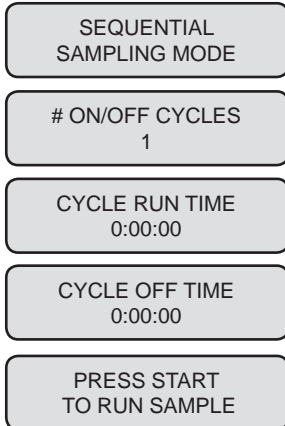 SEQUENTIAL
SAMPLING MODE
# ON/OFF CYCLES
1
CYCLE RUN TIME
0:00:00
CYCLE OFF TIME
0:00:00
PRESS START
TO RUN SAMPLE